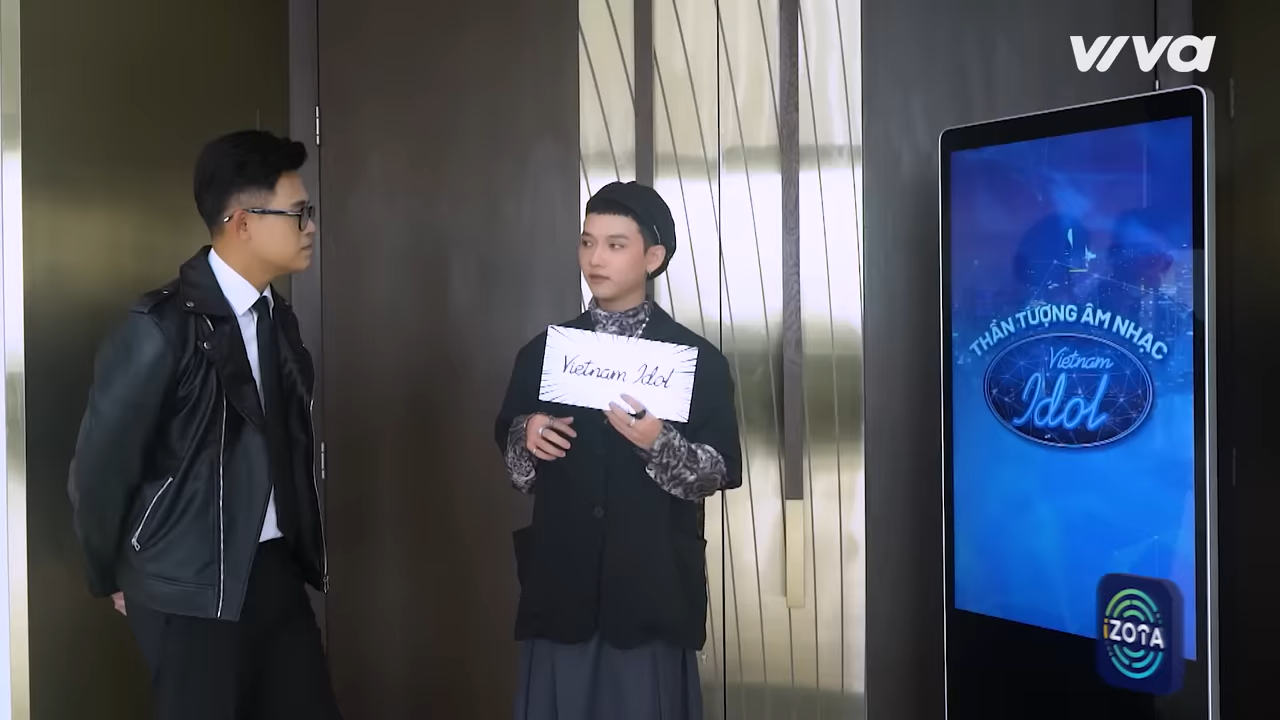 VIVA
Vietnam Idol
THẦN TƯỢNG ÂM NHẠC
Vietnam
Idol
iZOTA